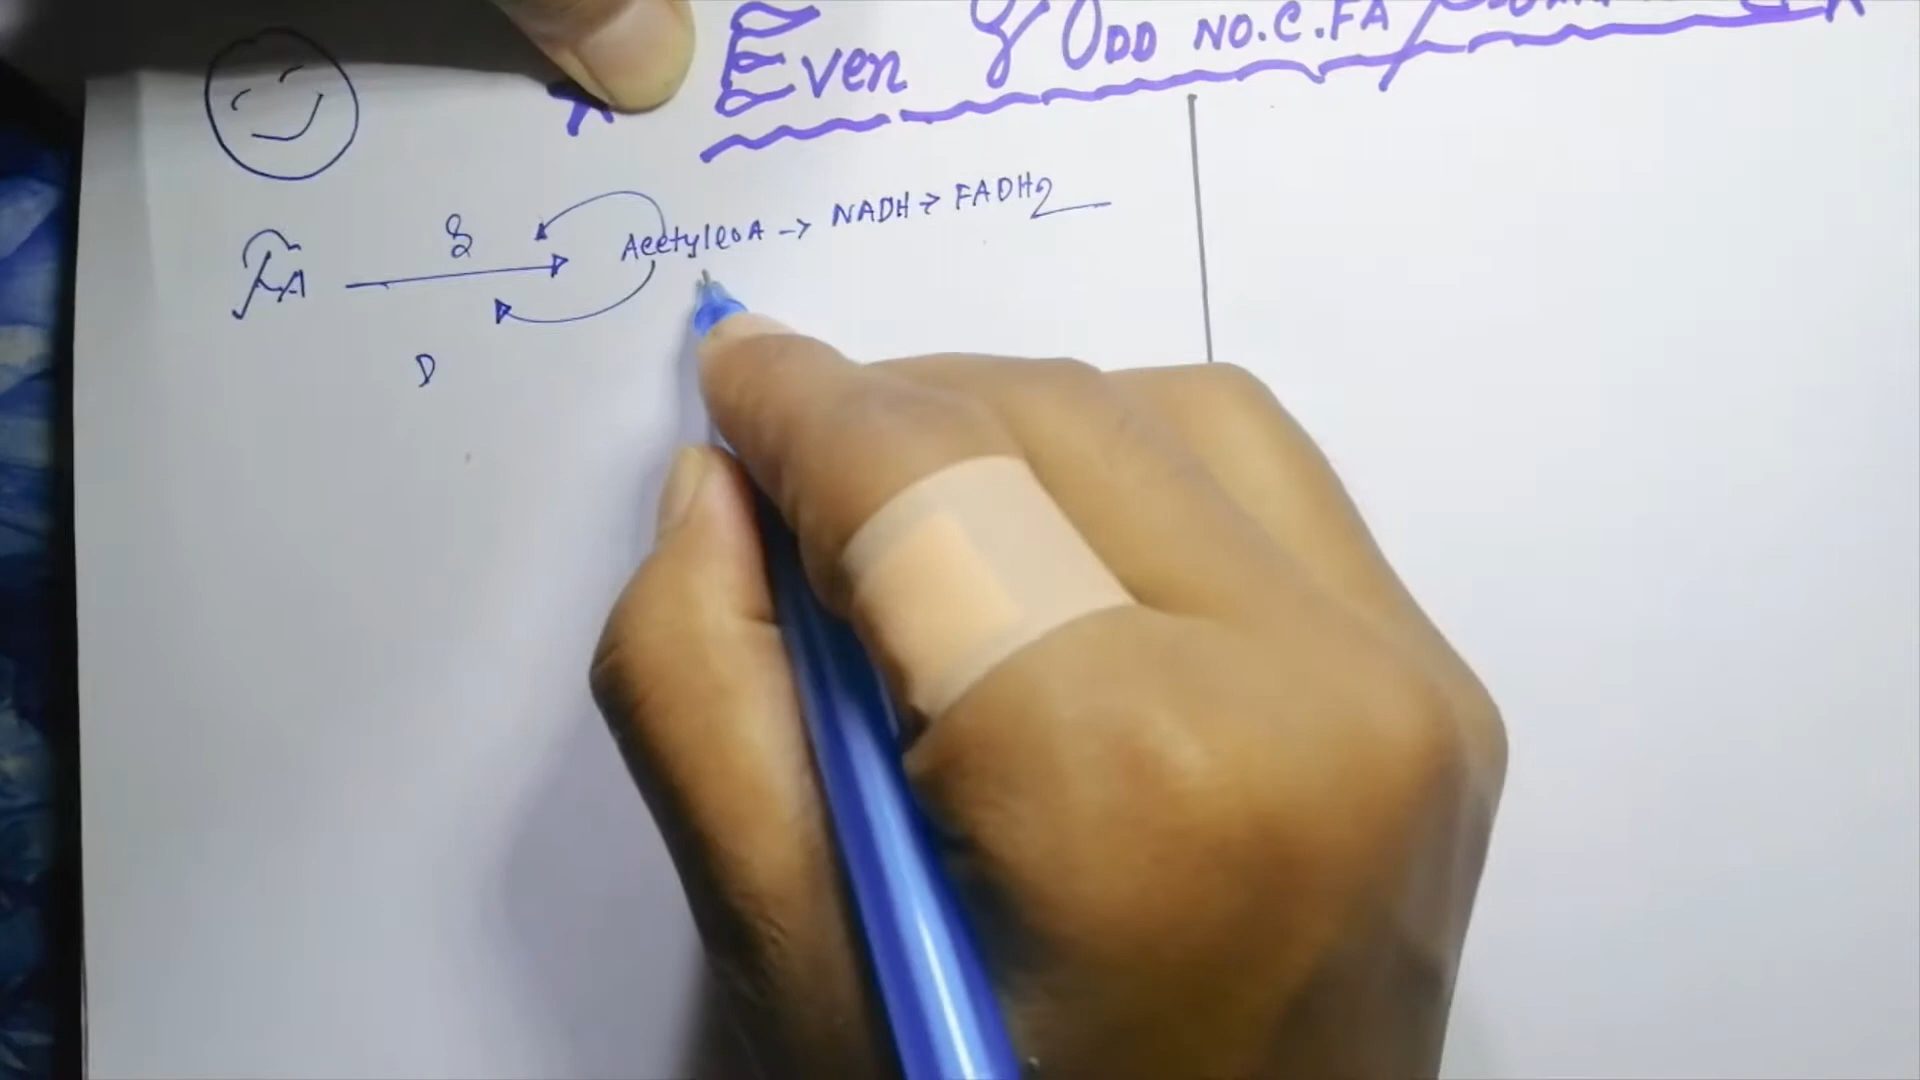 Even & ODD NO.C.FA
8
AcetylcoA → NADH > FADH2
FA
D